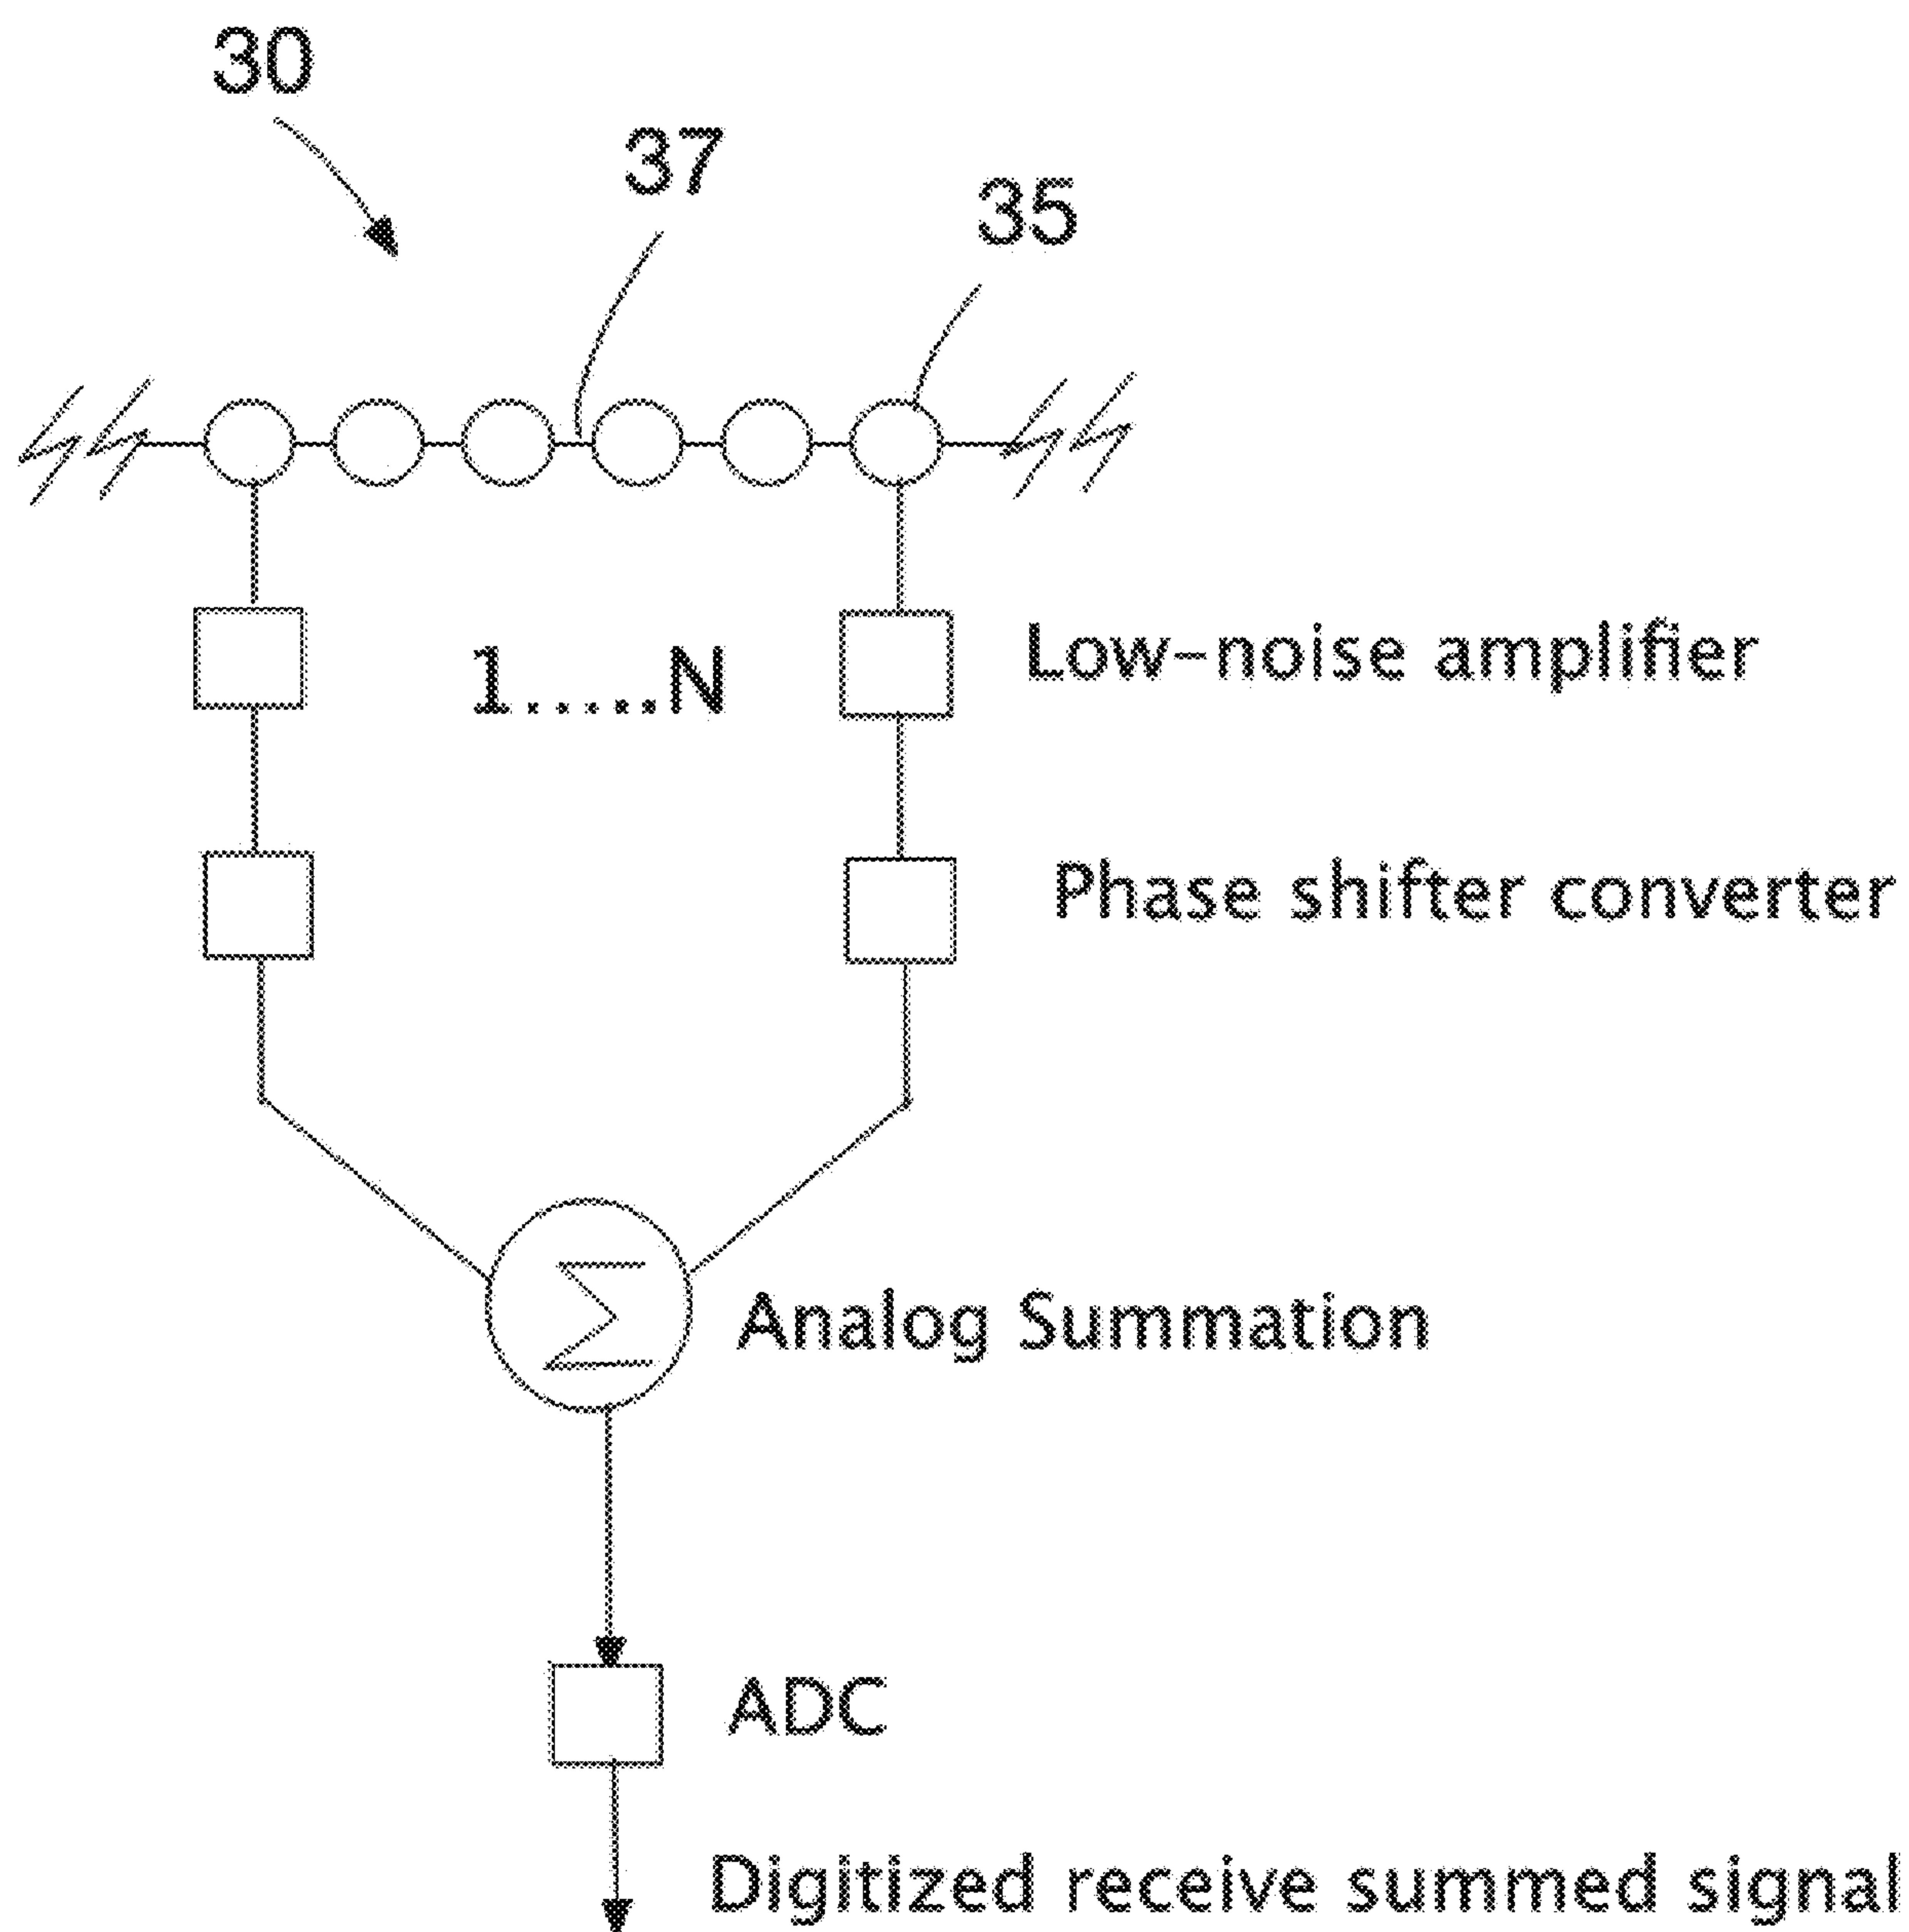 30
37
35
1.....N
Low-noise amplifier
Phase shifter converter
Σ
Analog Summation
ADC
Digitized receive summed signal